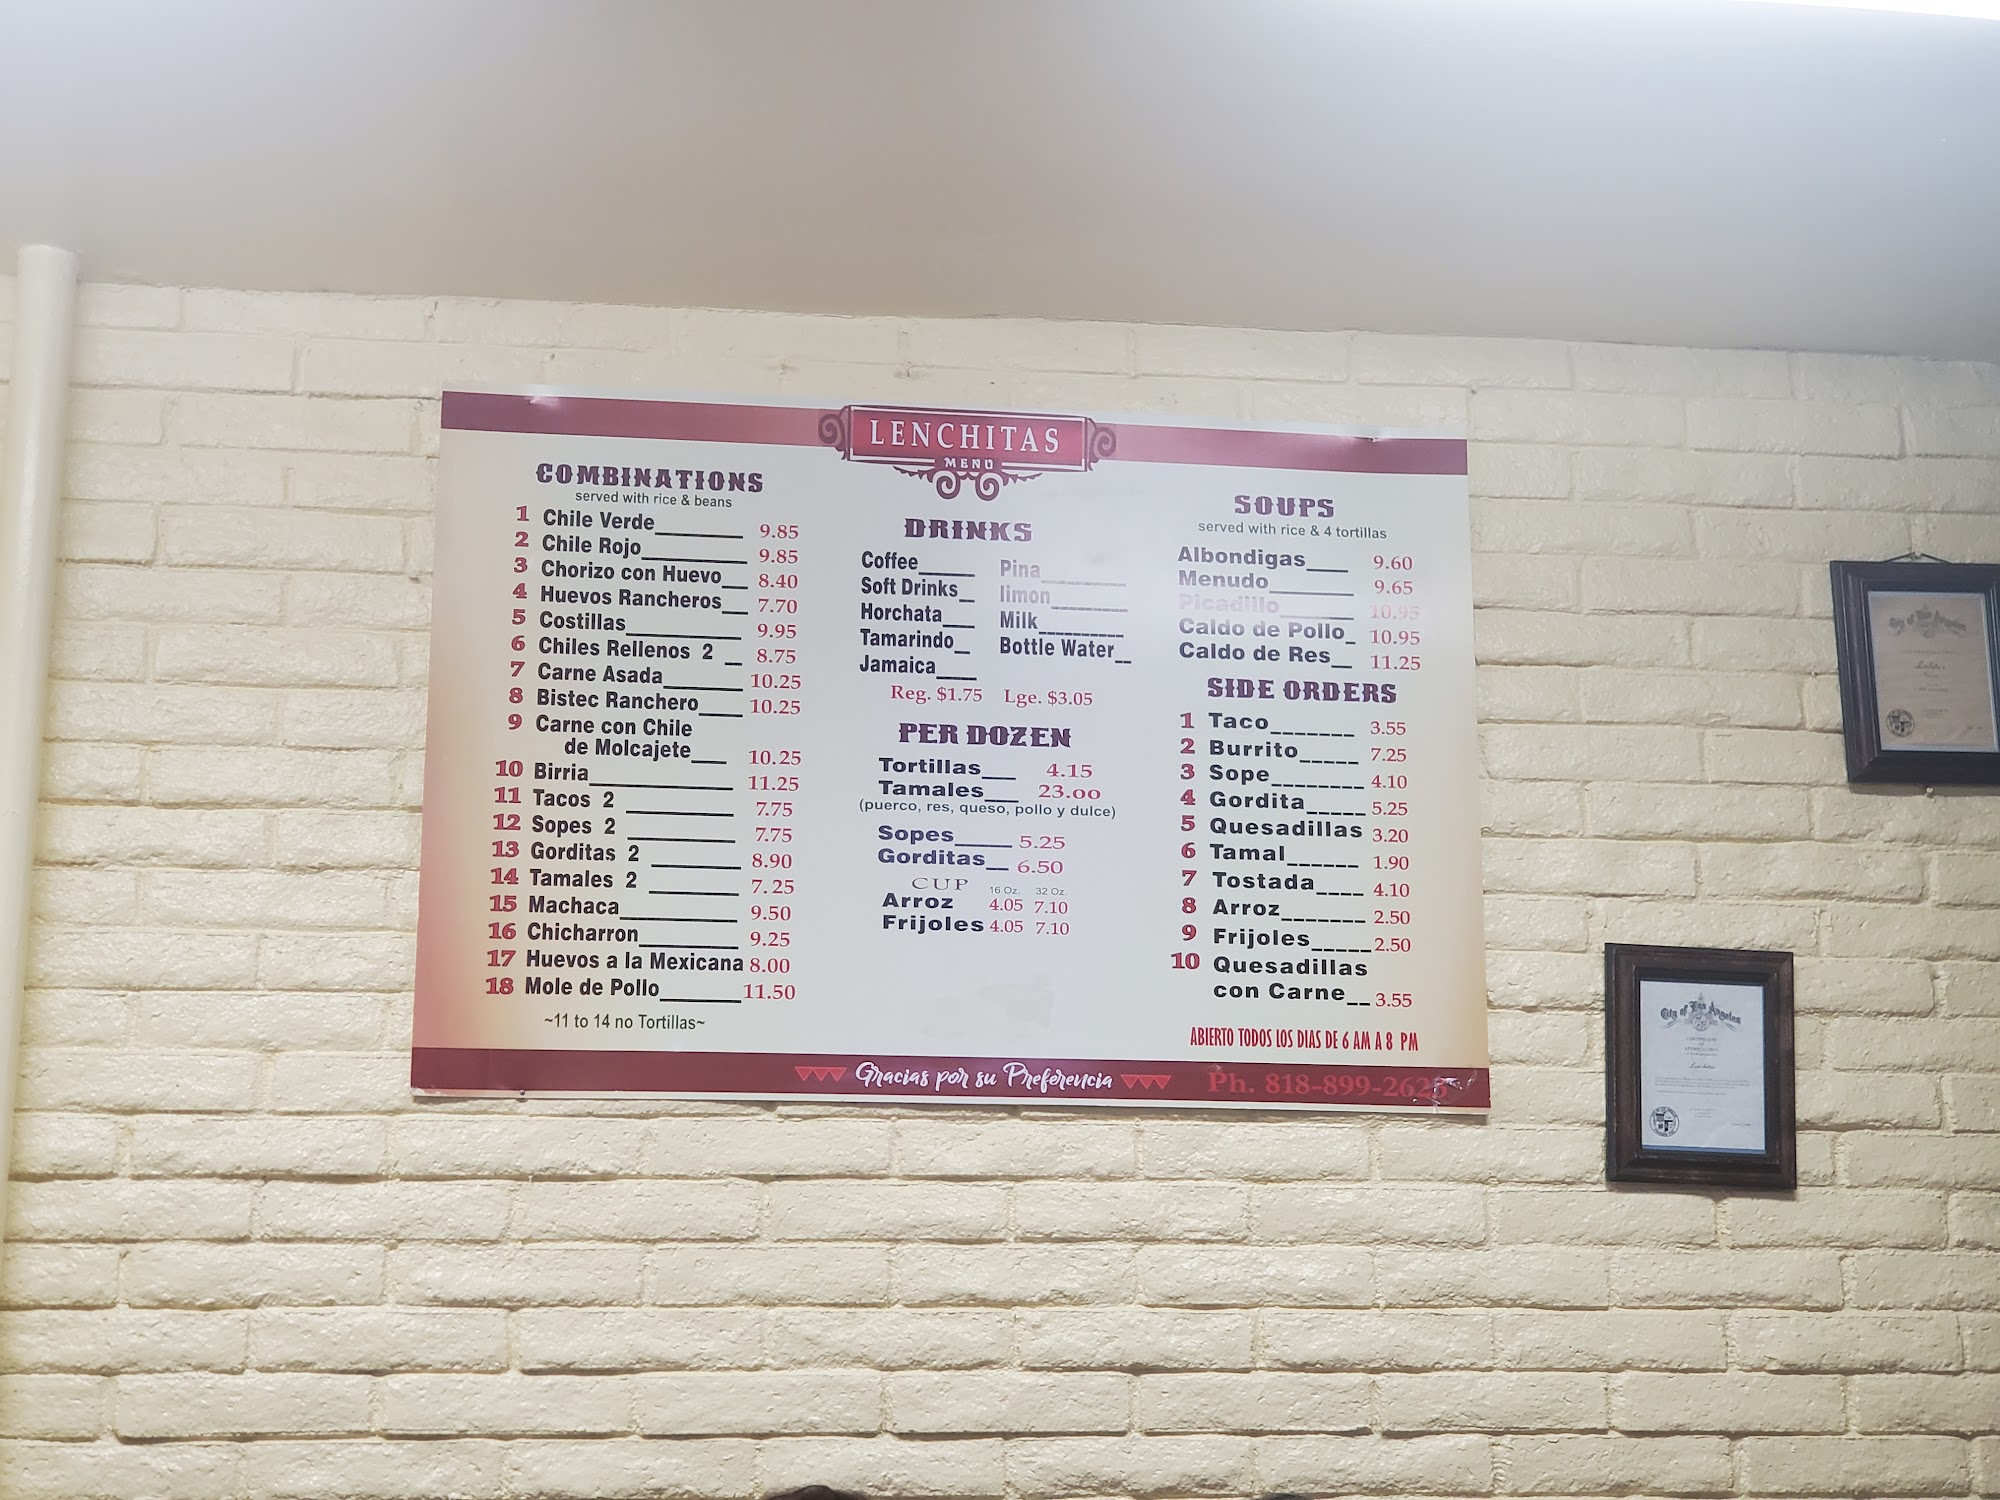 LENCHITAS
MENU
COMBINATIONS
served with rice & beans
1 Chile Verde 9.85
2 Chile Rojo 9.85
3 Chorizo con Huevo 8.40
4 Huevos Rancheros 7.70
5 Costillas 9.95
6 Chiles Rellenos 2 8.75
7 Carne Asada 10.25
8 Bistec Ranchero 10.25
9 Carne con Chile
de Molcajete 10.25
10 Birria 11.25
11 Tacos 2 7.75
12 Sopes 2 7.75
13 Gorditas 2 8.90
14 Tamales 2 7.25
15 Machaca 9.50
16 Chicharron 9.25
17 Huevos a la Mexicana 8.00
18 Mole de Pollo 11.50
~11 to 14 no Tortillas~
DRINKS
Coffee Pina
Soft Drinks limon
Horchata Milk
Tamarindo Bottle Water
Jamaica
Reg. $1.75 Lge. $3.05
PER DOZEN
Tortillas 4.15
Tamales 23.00
(puerco, res, queso, pollo y dulce)
Sopes 5.25
Gorditas 6.50
CUP 16 Oz. 32 Oz.
Arroz 4.05 7.10
Frijoles 4.05 7.10
SOUPS
served with rice & 4 tortillas
Albondigas 9.60
Menudo 9.65
Picadillo 10.95
Caldo de Pollo 10.95
Caldo de Res 11.25
SIDE ORDERS
1 Taco 3.55
2 Burrito 7.25
3 Sope 4.10
4 Gordita 5.25
5 Quesadillas 3.20
6 Tamal 1.90
7 Tostada 4.10
8 Arroz 2.50
9 Frijoles 2.50
10 Quesadillas
con Carne 3.55
ABIERTO TODOS LOS DIAS DE 6 AM A 8 PM
Gracias por su Preferencia
Ph. 818-899-2623
City of Los Angeles
City of Los Angeles
CERTIFICATE
OF
APPRECIATION